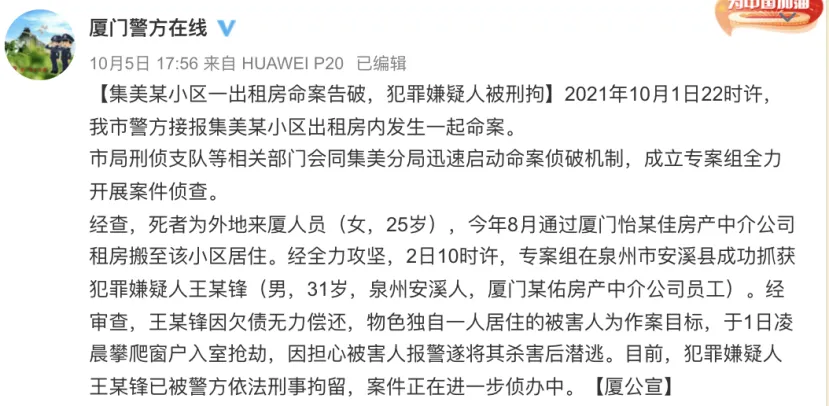 为中国加油
厦门警方在线
10月5日 17:56 来自 HUAWEI P20 已编辑
【集美某小区一出租房命案告破，犯罪嫌疑人被刑拘】2021年10月1日22时许，
我市警方接报集美某小区出租房内发生一起命案。
市局刑侦支队等相关部门会同集美分局迅速启动命案侦破机制，成立专案组全力
开展案件侦查。
经查，死者为外地来厦人员（女，25岁），今年8月通过厦门怡某佳房产中介公司
租房搬至该小区居住。经全力攻坚，2日10时许，专案组在泉州市安溪县成功抓获
犯罪嫌疑人王某锋（男，31岁，泉州安溪人，厦门某佑房产中介公司员工）。经
审查，王某锋因欠债无力偿还，物色独自一人居住的被害人为作案目标，于1日凌
晨攀爬窗户入室抢劫，因担心被害人报警遂将其杀害后潜逃。目前，犯罪嫌疑人
王某锋已被警方依法刑事拘留，案件正在进一步侦办中。【厦公宣】